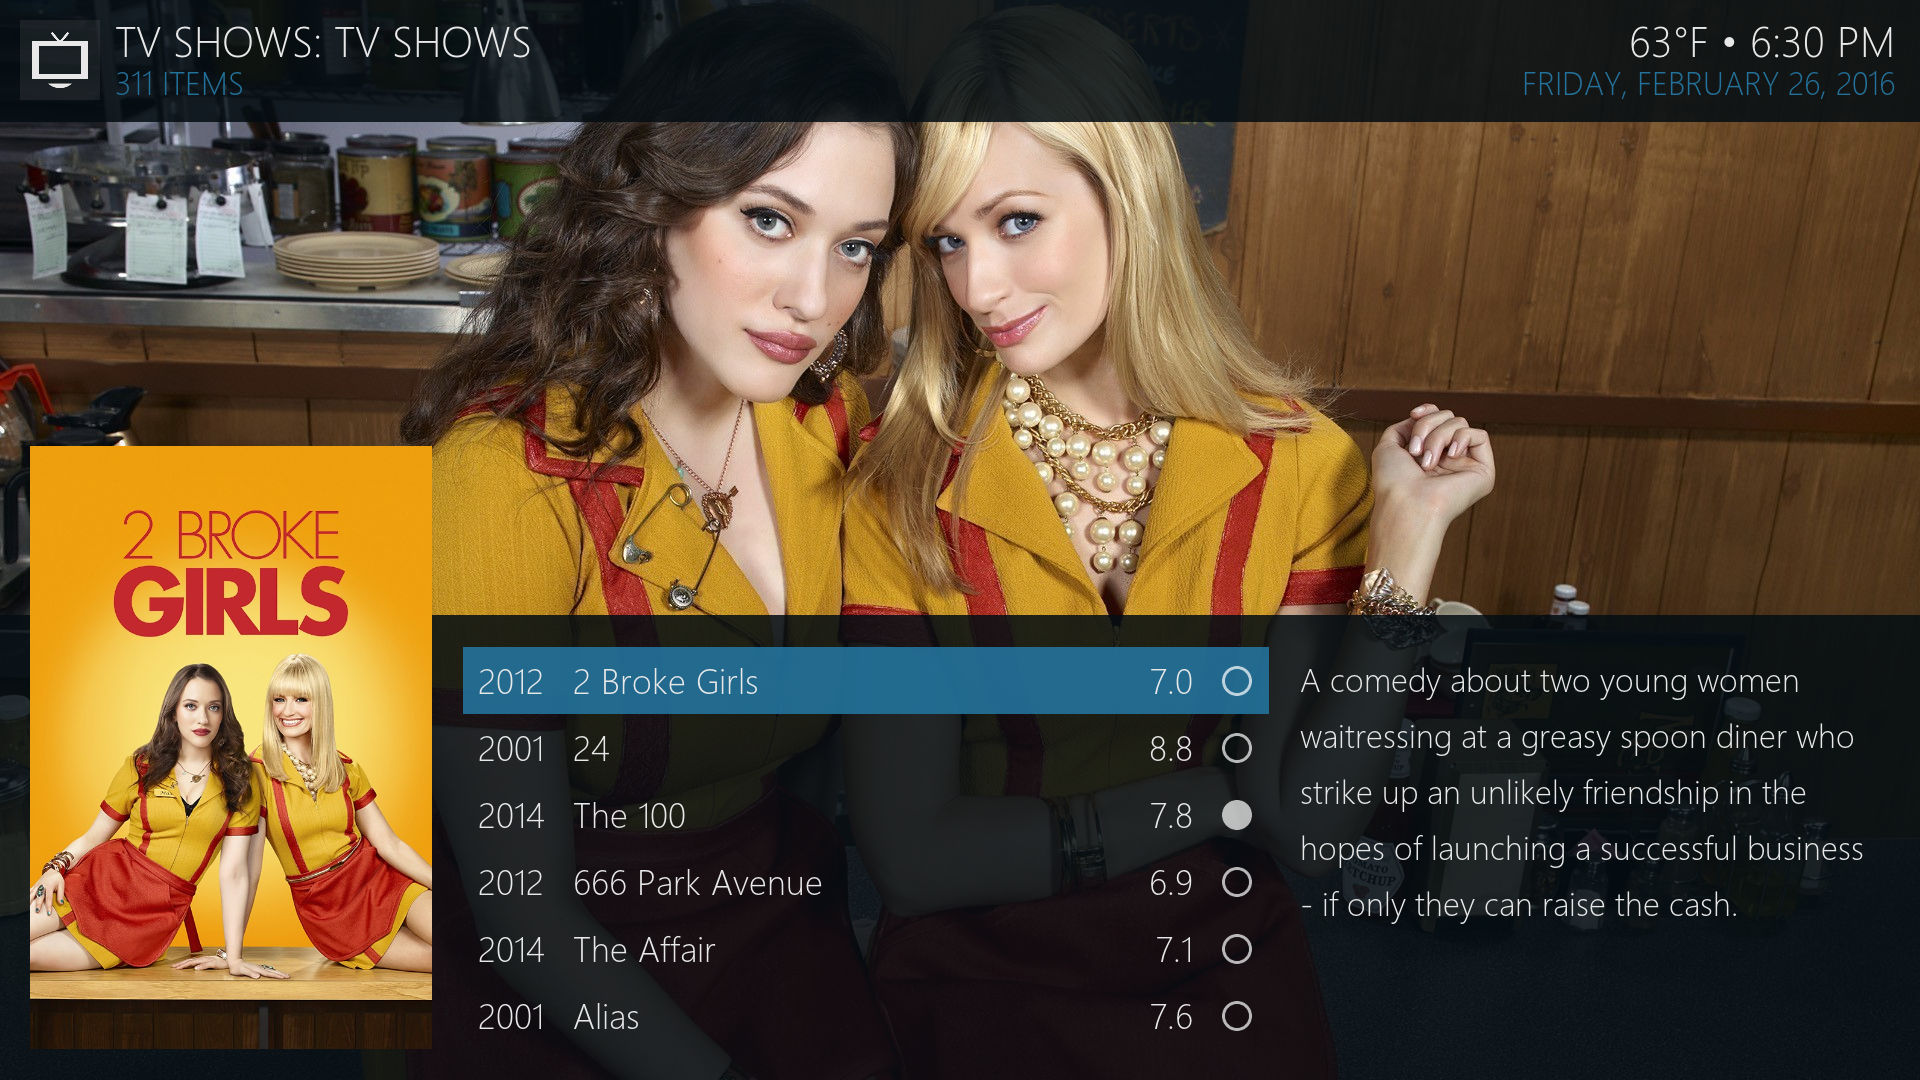 TV SHOWS: TV SHOWS
311 ITEMS
63°F • 6:30 PM
FRIDAY, FEBRUARY 26, 2016
2 BROKE
GIRLS
2012 2 Broke Girls 7.0
2001 24 8.8
2014 The 100 7.8
2012 666 Park Avenue 6.9
2014 The Affair 7.1
2001 Alias 7.6
A comedy about two young women
waitressing at a greasy spoon diner who
strike up an unlikely friendship in the
hopes of launching a successful business
- if only they can raise the cash.